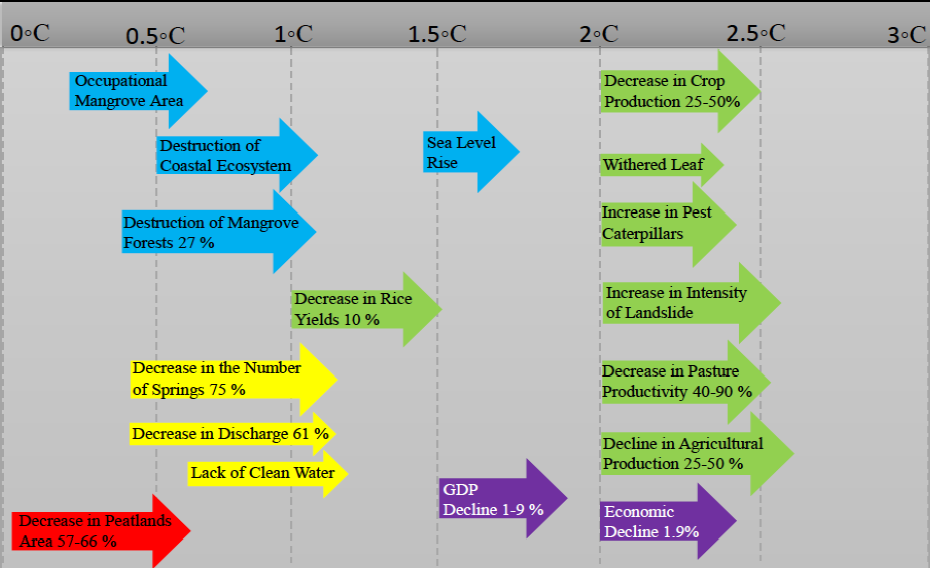 0◦C 0.5◦C 1◦C 1.5◦C 2◦C 2.5◦C 3◦C
Occupational
Mangrove Area
Destruction of
Coastal Ecosystem
Destruction of Mangrove
Forests 27 %
Sea Level
Rise
Decrease in Rice
Yields 10 %
Decrease in Crop
Production 25-50%
Withered Leaf
Increase in Pest
Caterpillars
Increase in Intensity
of Landslide
Decrease in Pasture
Productivity 40-90 %
Decline in Agricultural
Production 25-50 %
Decrease in the Number
of Springs 75 %
Decrease in Discharge 61 %
Lack of Clean Water
GDP
Decline 1-9 %
Economic
Decline 1.9%
Decrease in Peatlands
Area 57-66 %